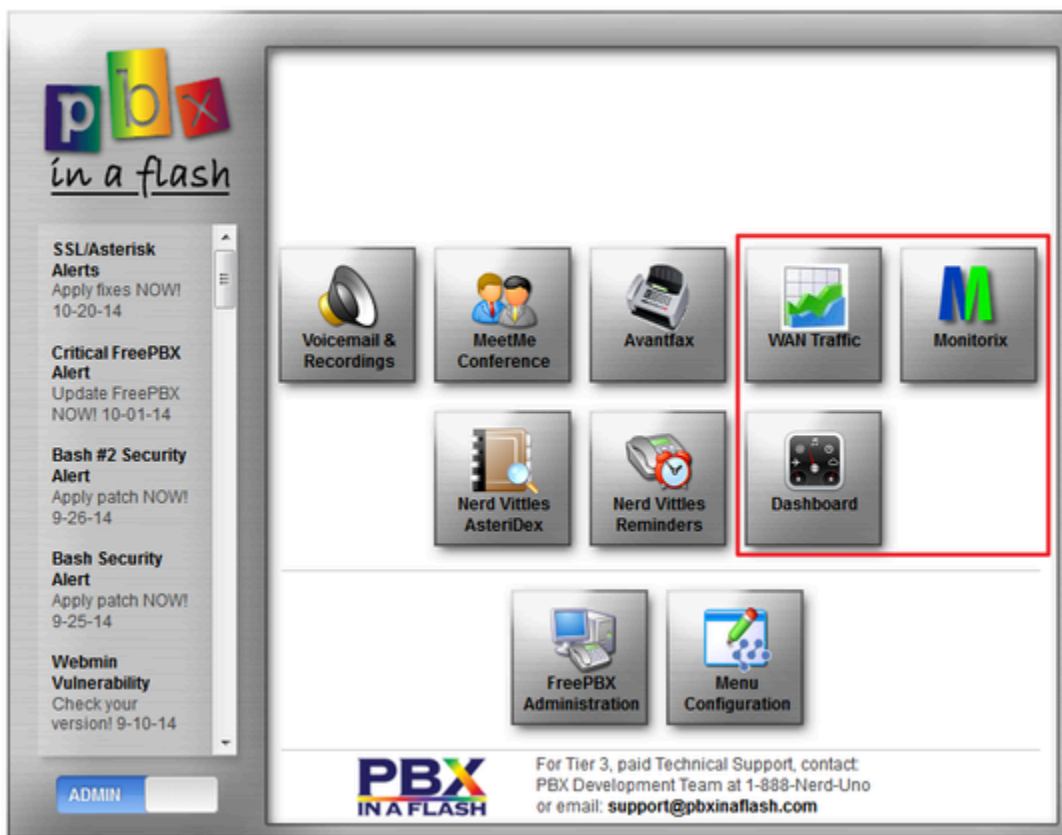 pbx
in a flash
SSL/Asterisk
Alerts
Apply fixes NOW!
10-20-14
Critical FreePBX
Alert
Update FreePBX
NOW! 10-01-14
Bash #2 Security
Alert
Apply patch NOW!
9-26-14
Bash Security
Alert
Apply patch NOW!
9-25-14
Webmin
Vulnerability
Check your
version! 9-10-14
ADMIN
Voicemail &
Recordings
MeetMe
Conference
Avantfax
WAN Traffic
M
Monitorix
Nerd Vittles
AsteriDex
Nerd Vittles
Reminders
Dashboard
FreePBX
Administration
Menu
Configuration
PBX
IN A FLASH
For Tier 3, paid Technical Support, contact:
PBX Development Team at 1-888-Nerd-Uno
or email: support@pbxinaflash.com